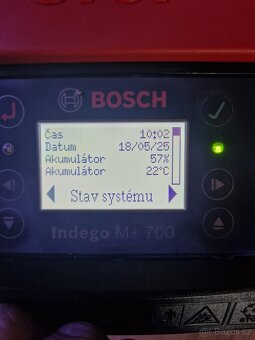 BOSCH
Čas 10:02
Datum 18/05/25
Akumulátor 57%
Akumulátor 22°C
Stav systému
Indego M+ 700